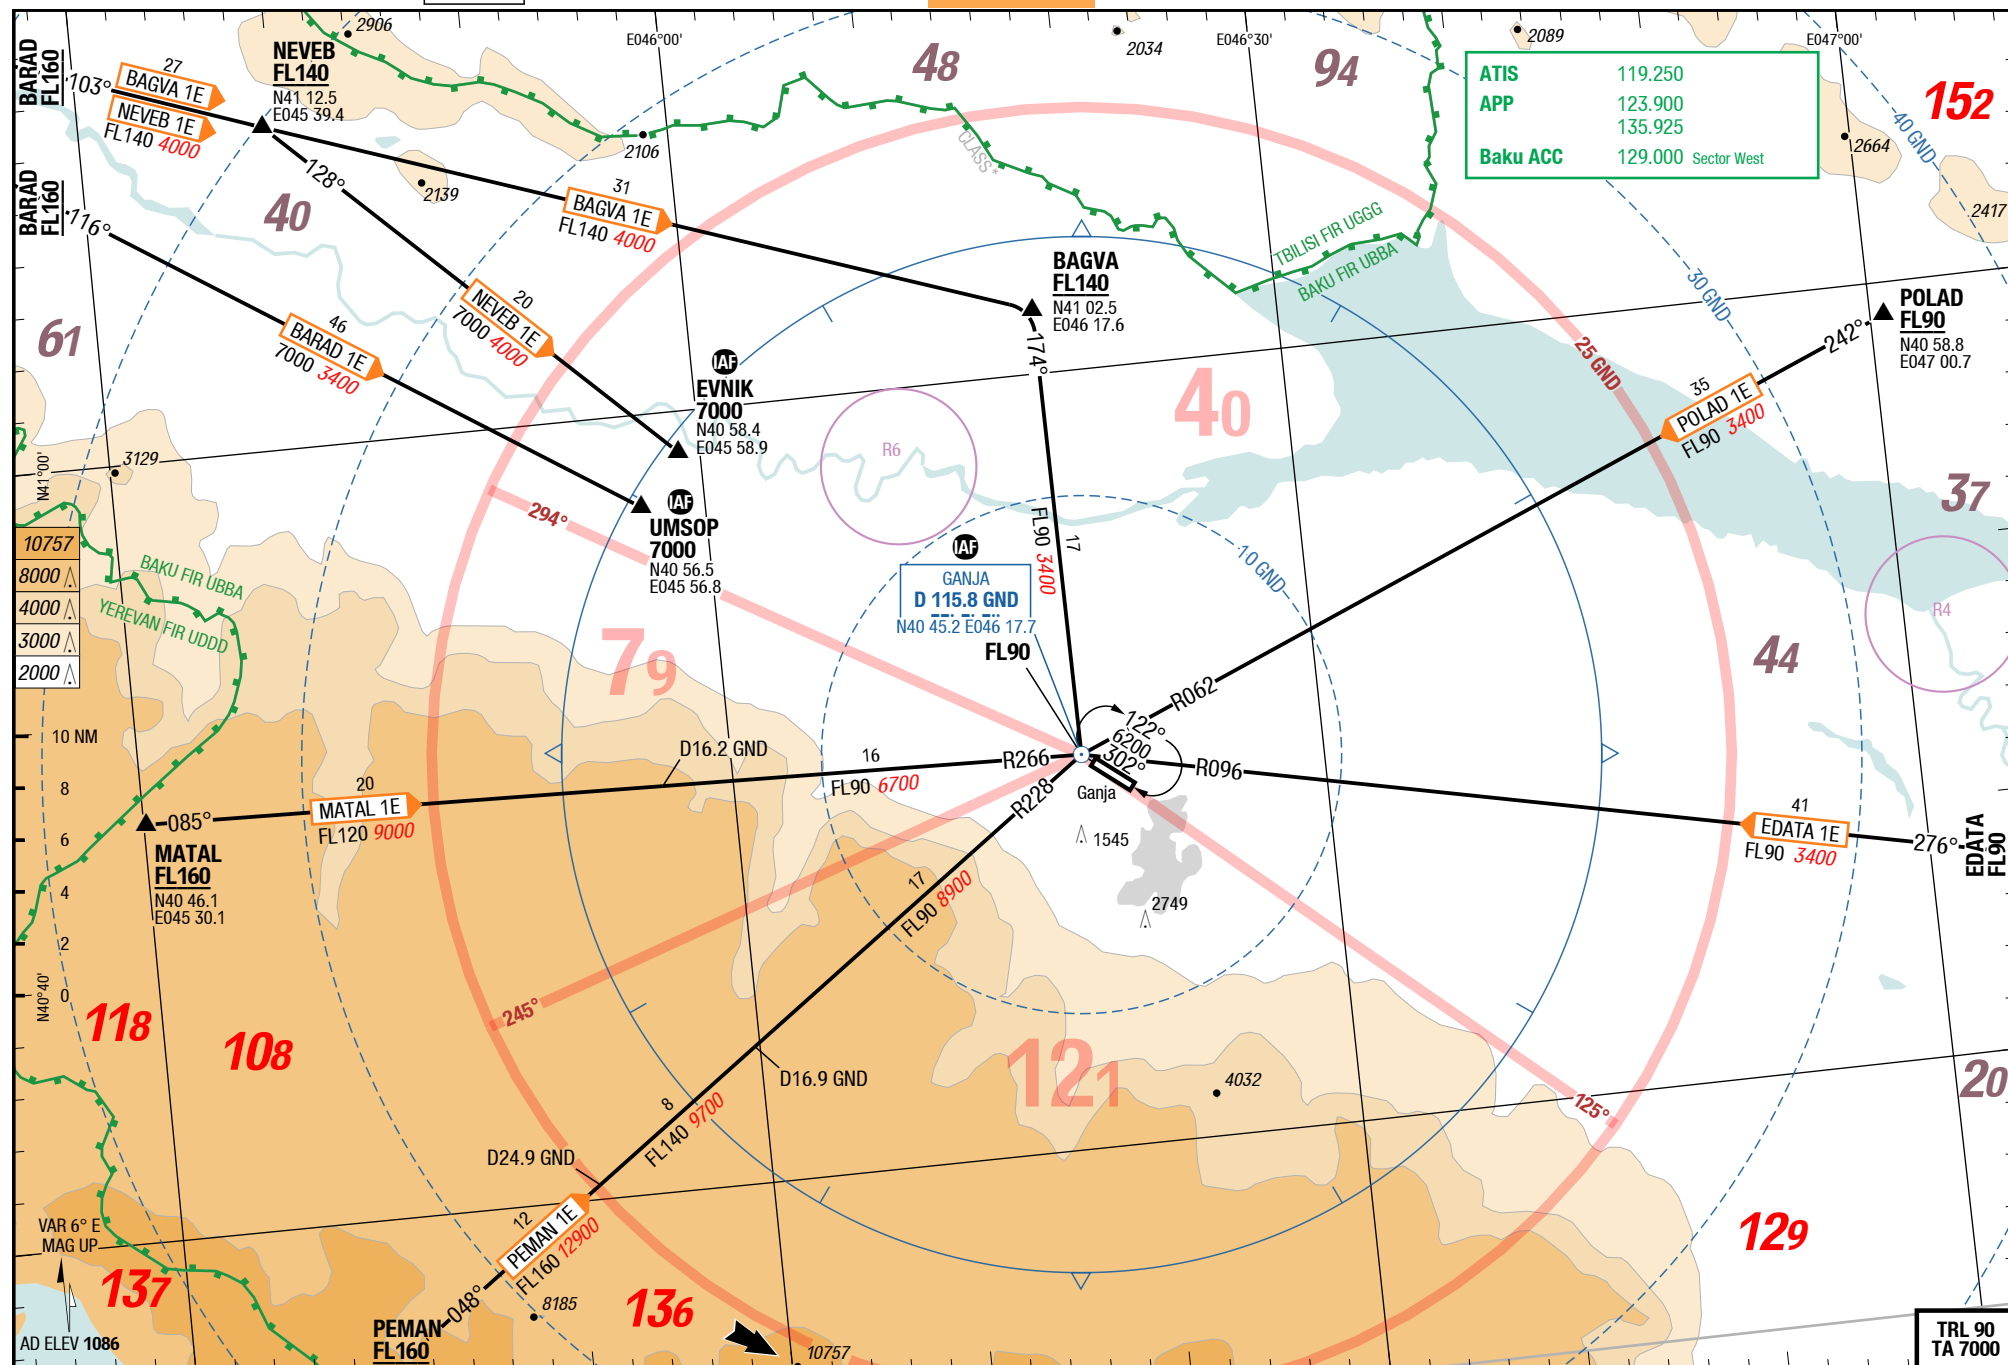 2906
2034
2089
E046°00'
E046°30'
E047°00'
48
94
152
BARAD
FL160
103°
27
BAGVA 1E
NEVEB 1E
FL140 4000
NEVEB
FL140
N41 12.5
E045 39.4
2106
2139
40
128°
CLASS*
ATIS 119.250
APP 123.900
135.925
Baku ACC 129.000 Sector West
40 GND
2664
2417
BARAD
FL160
116°
31
BAGVA 1E
FL140 4000
TBILISI FIR UGGG
BAKU FIR UBBA
BAGVA
FL140
N41 02.5
E046 17.6
174°
30 GND
POLAD
FL90
N40 58.8
E047 00.7
242°
61
46
BARAD 1E
7000 3400
20
NEVEB 1E
7000 4000
IAF
EVNIK
7000
N40 58.4
E045 58.9
25 GND
40
35
POLAD 1E
FL90 3400
R6
3129
N41°00'
IAF
UMSOP
7000
N40 56.5
E045 56.8
294°
37
10757
8000
4000
3000
2000
BAKU FIR UBBA
YEREVAN FIR UDDD
IAF
GANJA
D 115.8 GND
N40 45.2 E046 17.7
FL90
17
FL90 3400
10 GND
R4
79
44
R062
122°
6200
302°
R096
Ganja
10 NM
8
6
4
2
0
D16.2 GND
16
FL90 6700
R266
R228
20
MATAL 1E
FL120 9000
085°
MATAL
FL160
N40 46.1
E045 30.1
1545
2749
41
EDATA 1E
FL90 3400
276°
EDATA
FL90
17
FL90 8900
N40°40'
245°
118
108
121
D16.9 GND
4032
125°
20
8
FL140 9700
D24.9 GND
12
PEMAN 1E
FL160 12900
048°
PEMAN
FL160
VAR 6° E
MAG UP
137
136
129
8185
10757
AD ELEV 1086
TRL 90
TA 7000